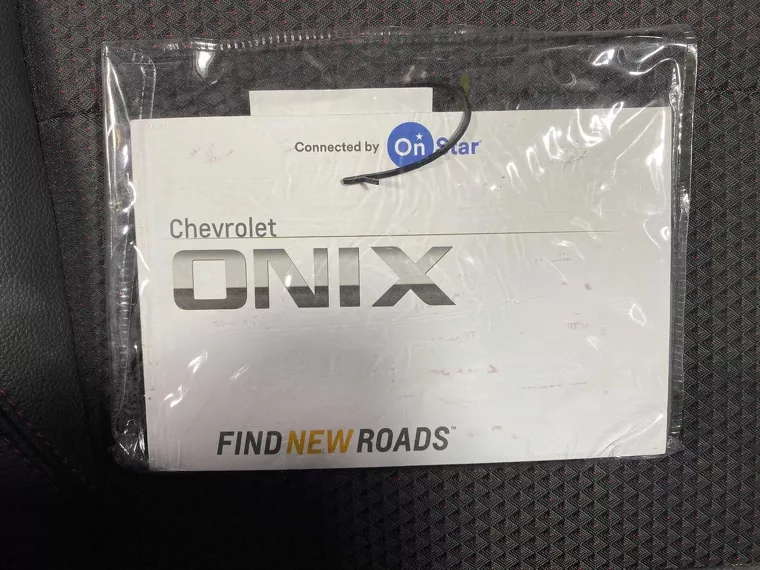 Connected by OnStar
Chevrolet
ONIX
FIND NEW ROADS™